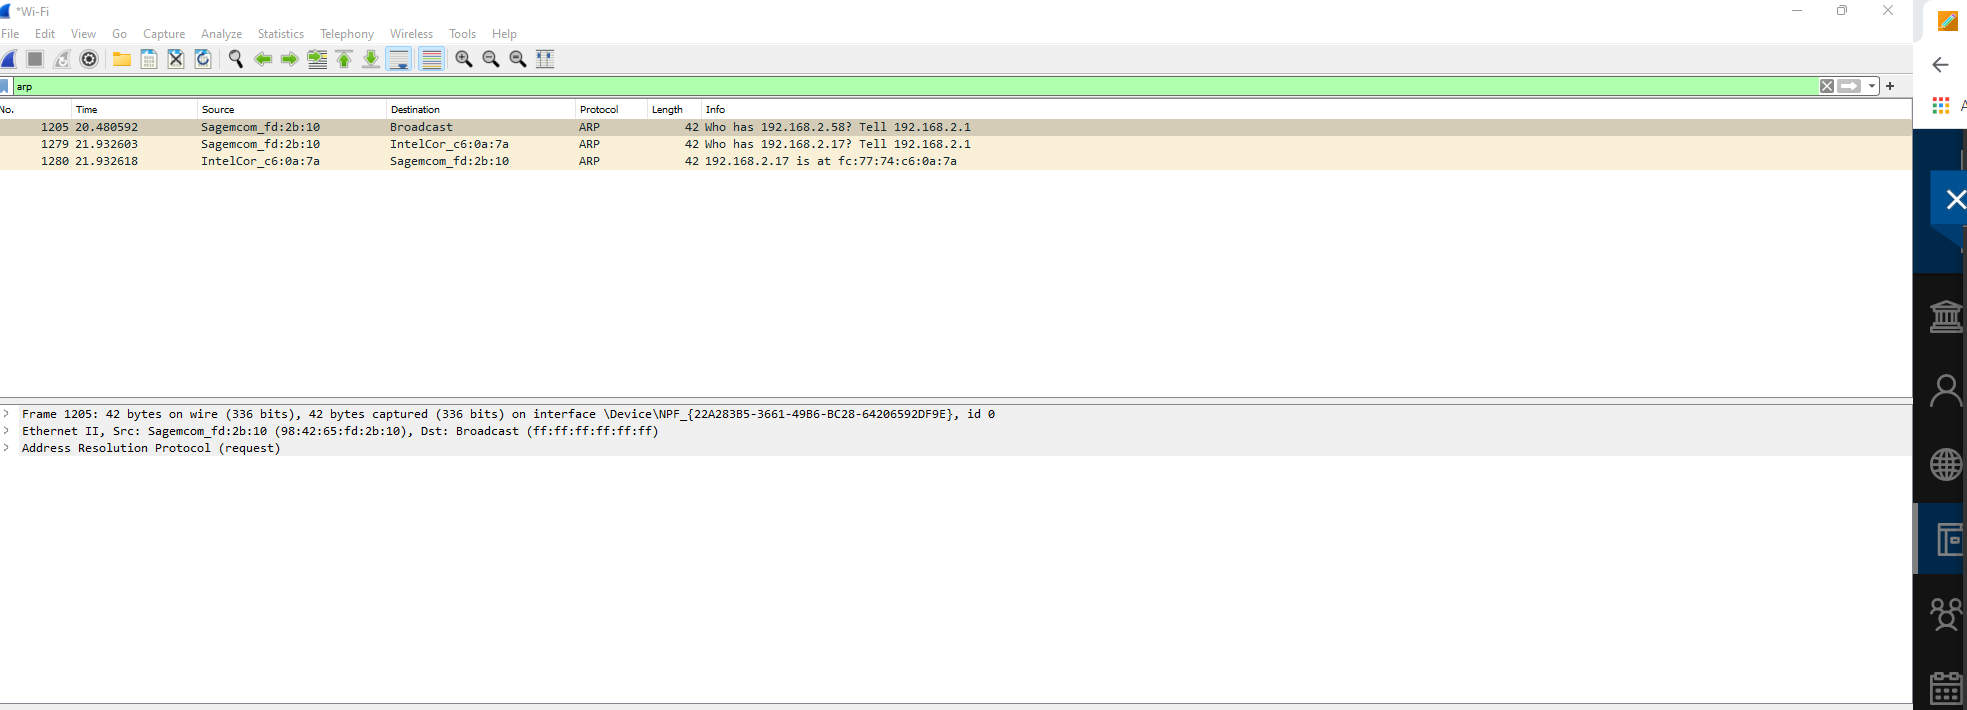 *Wi-Fi
File Edit View Go Capture Analyze Statistics Telephony Wireless Tools Help
arp
No. Time Source Destination Protocol Length Info
1205 20.480592 Sagemcom_fd:2b:10 Broadcast ARP 42 Who has 192.168.2.58? Tell 192.168.2.1
1279 21.932603 Sagemcom_fd:2b:10 IntelCor_c6:0a:7a ARP 42 Who has 192.168.2.17? Tell 192.168.2.1
1280 21.932618 IntelCor_c6:0a:7a Sagemcom_fd:2b:10 ARP 42 192.168.2.17 is at fc:77:74:c6:0a:7a
Frame 1205: 42 bytes on wire (336 bits), 42 bytes captured (336 bits) on interface \Device\NPF_{22A283B5-3661-49B6-BC28-64206592DF9E}, id 0
Ethernet II, Src: Sagemcom_fd:2b:10 (98:42:65:fd:2b:10), Dst: Broadcast (ff:ff:ff:ff:ff:ff)
Address Resolution Protocol (request)